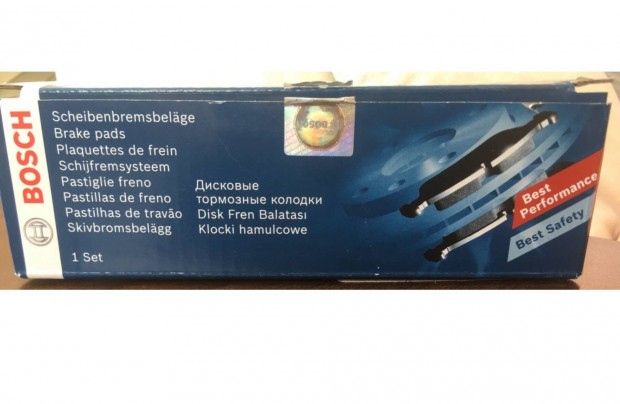 BOSCH
Scheibenbremsbeläge
Brake pads
Plaquettes de frein
Schijfremsysteem
Pastiglie freno
Pastillas de freno
Pastilhas de travão
Skivbromsbelägg
1 Set
Дисковые
тормозные колодки
Disk Fren Balatası
Klocki hamulcowe
Best
Performance
Best Safety